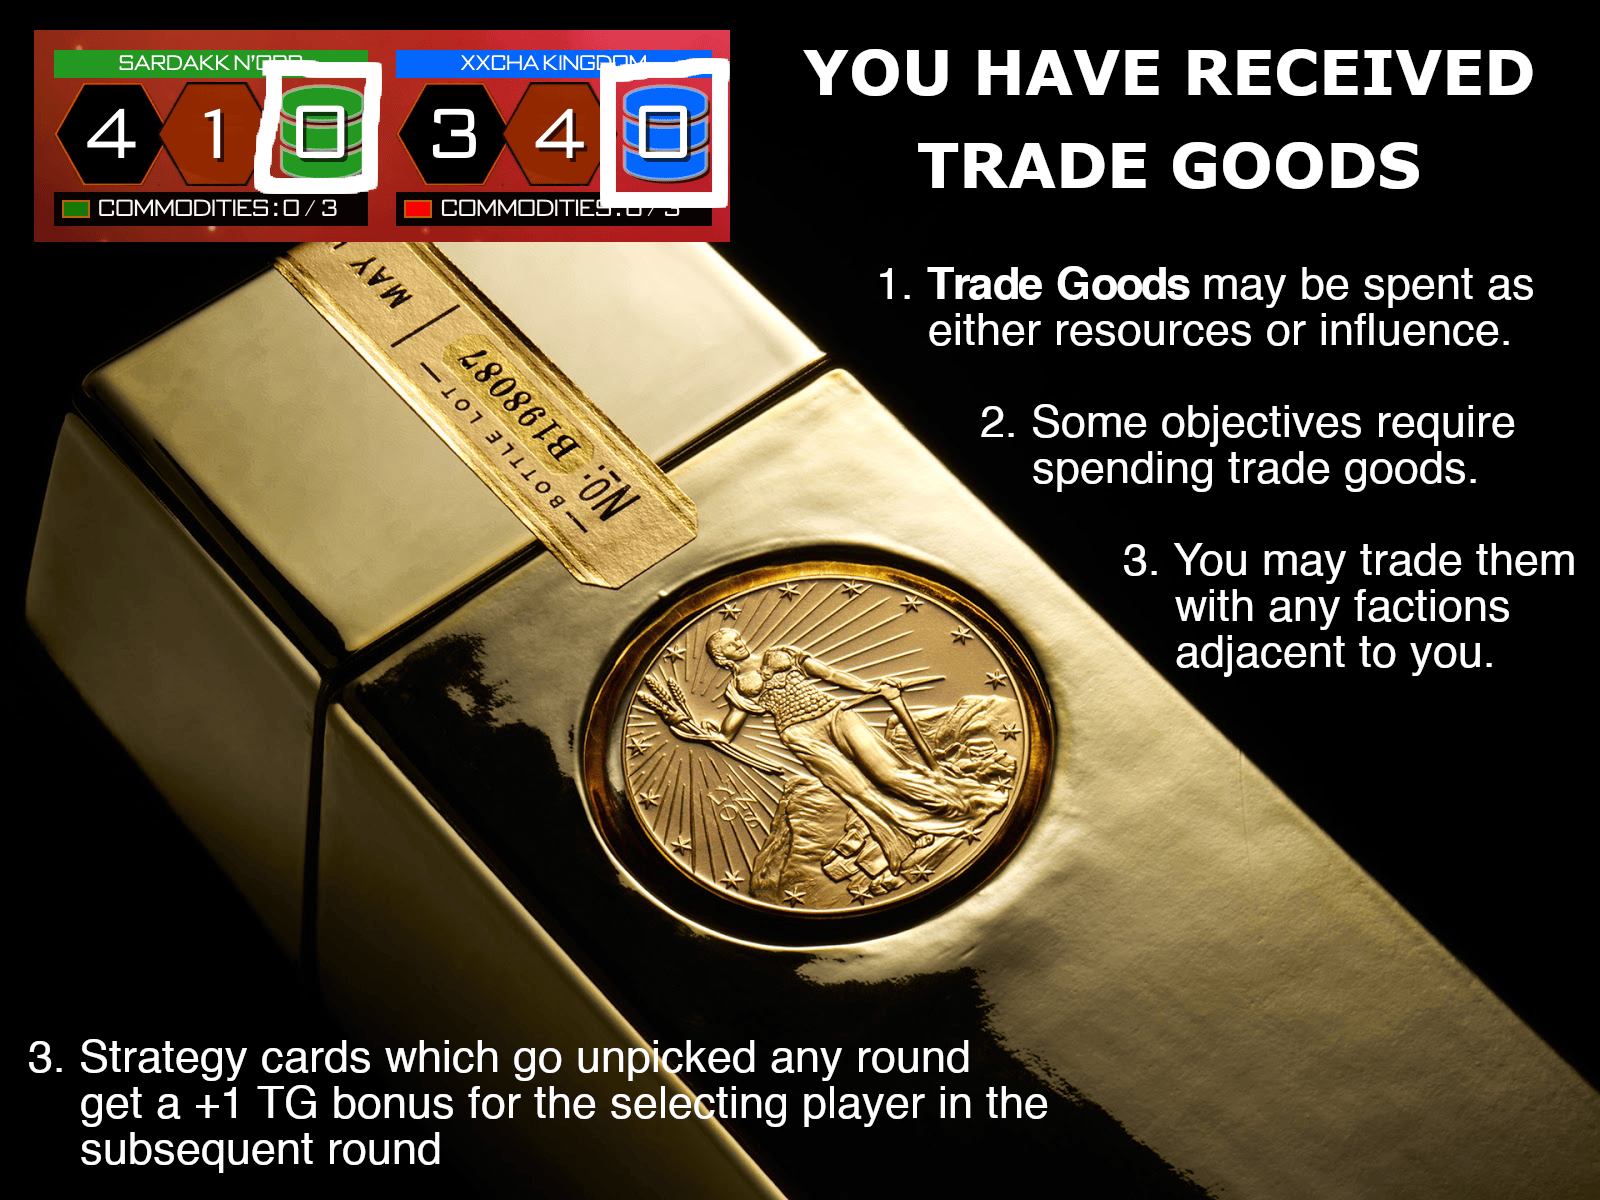 SARDAKK N'ORR
4 1 0
COMMODITIES: 0 / 3
XXCHA KINGDOM
3 4 0
COMMODITIES: 0 / 3
YOU HAVE RECEIVED
TRADE GOODS
1. Trade Goods may be spent as
either resources or influence.
2. Some objectives require
spending trade goods.
3. You may trade them
with any factions
adjacent to you.
MAY
BOTTLE LOT
No. B198087
3. Strategy cards which go unpicked any round
get a +1 TG bonus for the selecting player in the
subsequent round